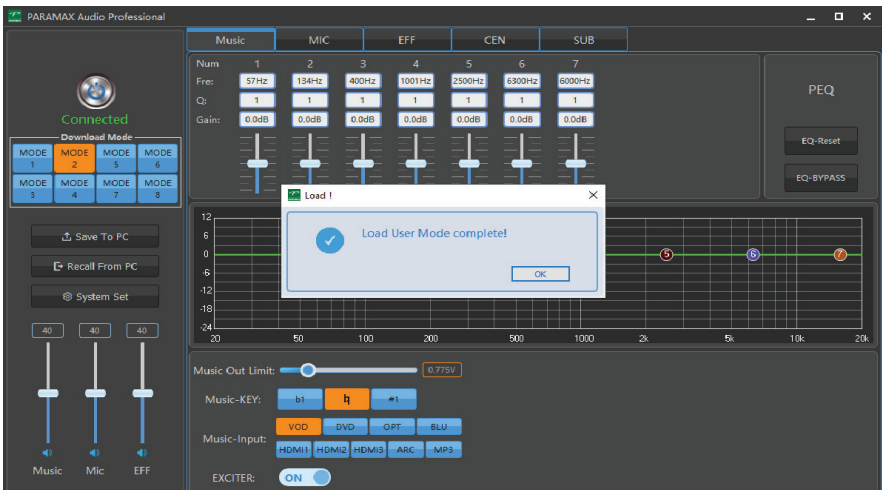 PARAMAX Audio Professional
Music MIC EFF CEN SUB
Num 1 2 3 4 5 6 7
Fre: 57Hz 134Hz 400Hz 1001Hz 2500Hz 6300Hz 6000Hz
Q: 1 1 1 1 1 1 1
Gain: 0.0dB 0.0dB 0.0dB 0.0dB 0.0dB 0.0dB 0.0dB
PEQ
EQ-Reset
EQ-BYPASS
Connected
Download Mode
MODE 1 MODE 2 MODE 5 MODE 6
MODE 3 MODE 4 MODE 7 MODE 8
Save To PC
Recall From PC
System Set
40 40 40
Music Mic EFF
Load !
Load User Mode complete!
OK
12
6
0 5 6 7
-6
-12
-18
-24
20 50 100 200 500 1000 2k 5k 10k 20k
Music Out Limit: 0.775V
Music-KEY: b1 ♮ #1
Music-Input: VOD DVD OPT BLU
HDMI1 HDMI2 HDMI3 ARC MP3
EXCITER: ON